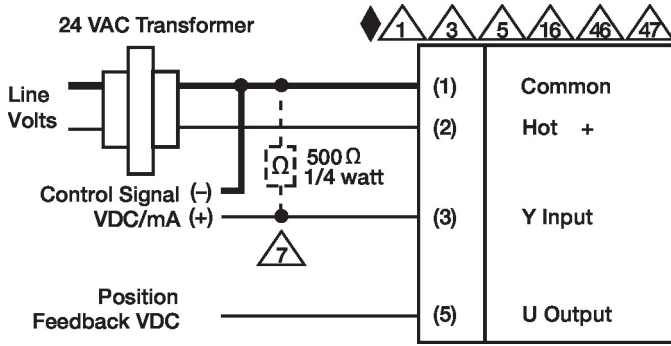 24 VAC Transformer
1 3 5 16 46 47
Line
Volts
(1) Common
(2) Hot +
Ω 500 Ω
1/4 watt
Control Signal (–)
VDC/mA (+)
(3) Y Input
7
Position
Feedback VDC
(5) U Output